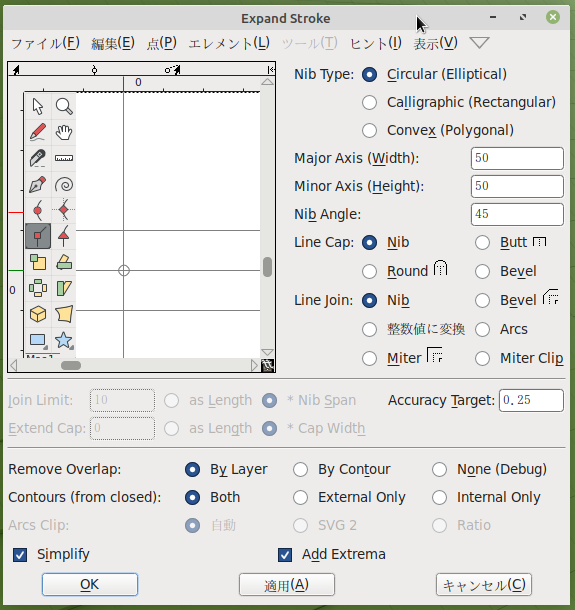 Expand Stroke
ファイル(F) 編集(E) 点(P) エレメント(L) ツール(T) ヒント(I) 表示(V)
0
0
Nib Type: Circular (Elliptical)
Calligraphic (Rectangular)
Convex (Polygonal)
Major Axis (Width): 50
Minor Axis (Height): 50
Nib Angle: 45
Line Cap: Nib Butt
Round Bevel
Line Join: Nib Bevel
整数値に変換 Arcs
Miter Miter Clip
Join Limit: 10 as Length * Nib Span Accuracy Target: 0.25
Extend Cap: 0 as Length * Cap Width
Remove Overlap: By Layer By Contour None (Debug)
Contours (from closed): Both External Only Internal Only
Arcs Clip: 自動 SVG 2 Ratio
Simplify Add Extrema
OK 適用(A) キャンセル(C)